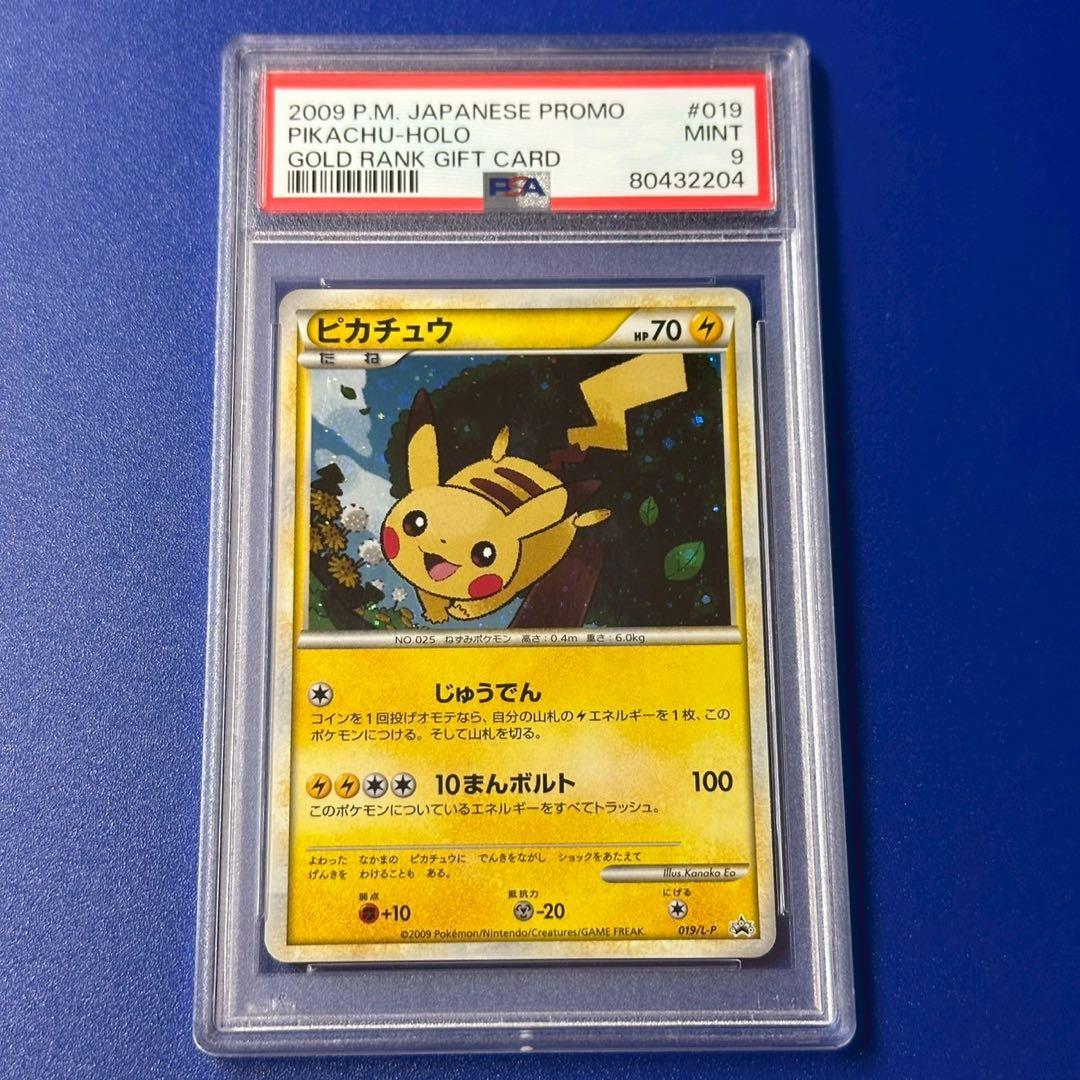 2009 P.M. JAPANESE PROMO #019
PIKACHU-HOLO MINT
GOLD RANK GIFT CARD 9
PSA 80432204
ピカチュウ HP70
たね
NO.025 ねずみポケモン 高さ:0.4m 重さ:6.0kg
じゅうでん
コインを1回投げオモテなら、自分の山札のエネルギーを1枚、この
ポケモンにつける。そして山札を切る。
10まんボルト 100
このポケモンについているエネルギーをすべてトラッシュ。
よわった なかまの ピカチュウに でんきをながし ショックをあたえて
げんきを わけることも ある。
Illus.Kanako Eo
弱点 抵抗力 にげる
+10 -20
©2009 Pokémon/Nintendo/Creatures/GAME FREAK. 019/L-P